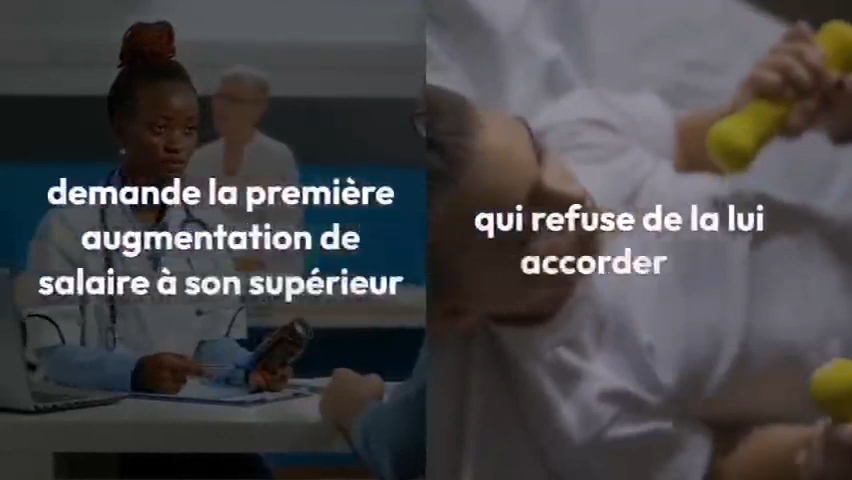 demande la première
augmentation de
salaire à son supérieur
qui refuse de la lui
accorder